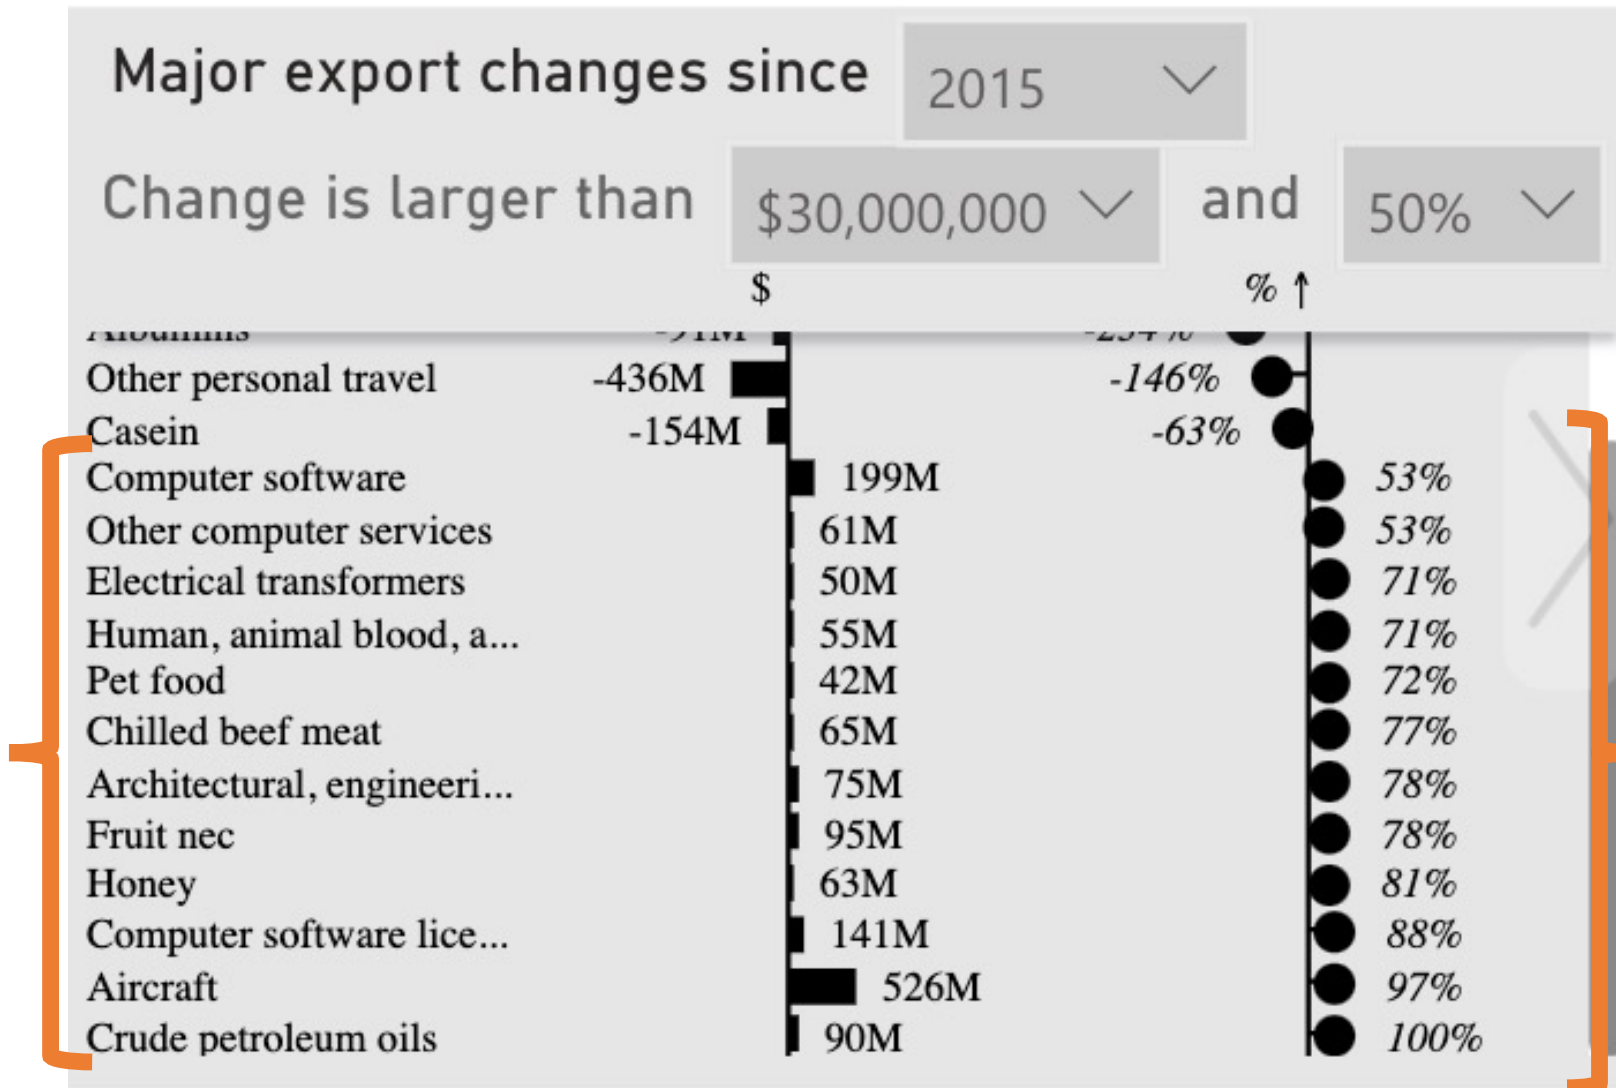 Major export changes since 2015
Change is larger than $30,000,000 and 50%
$ % ↑
Albumins -91M -234%
Other personal travel -436M -146%
Casein -154M -63%
Computer software 199M 53%
Other computer services 61M 53%
Electrical transformers 50M 71%
Human, animal blood, a... 55M 71%
Pet food 42M 72%
Chilled beef meat 65M 77%
Architectural, engineeri... 75M 78%
Fruit nec 95M 78%
Honey 63M 81%
Computer software lice... 141M 88%
Aircraft 526M 97%
Crude petroleum oils 90M 100%